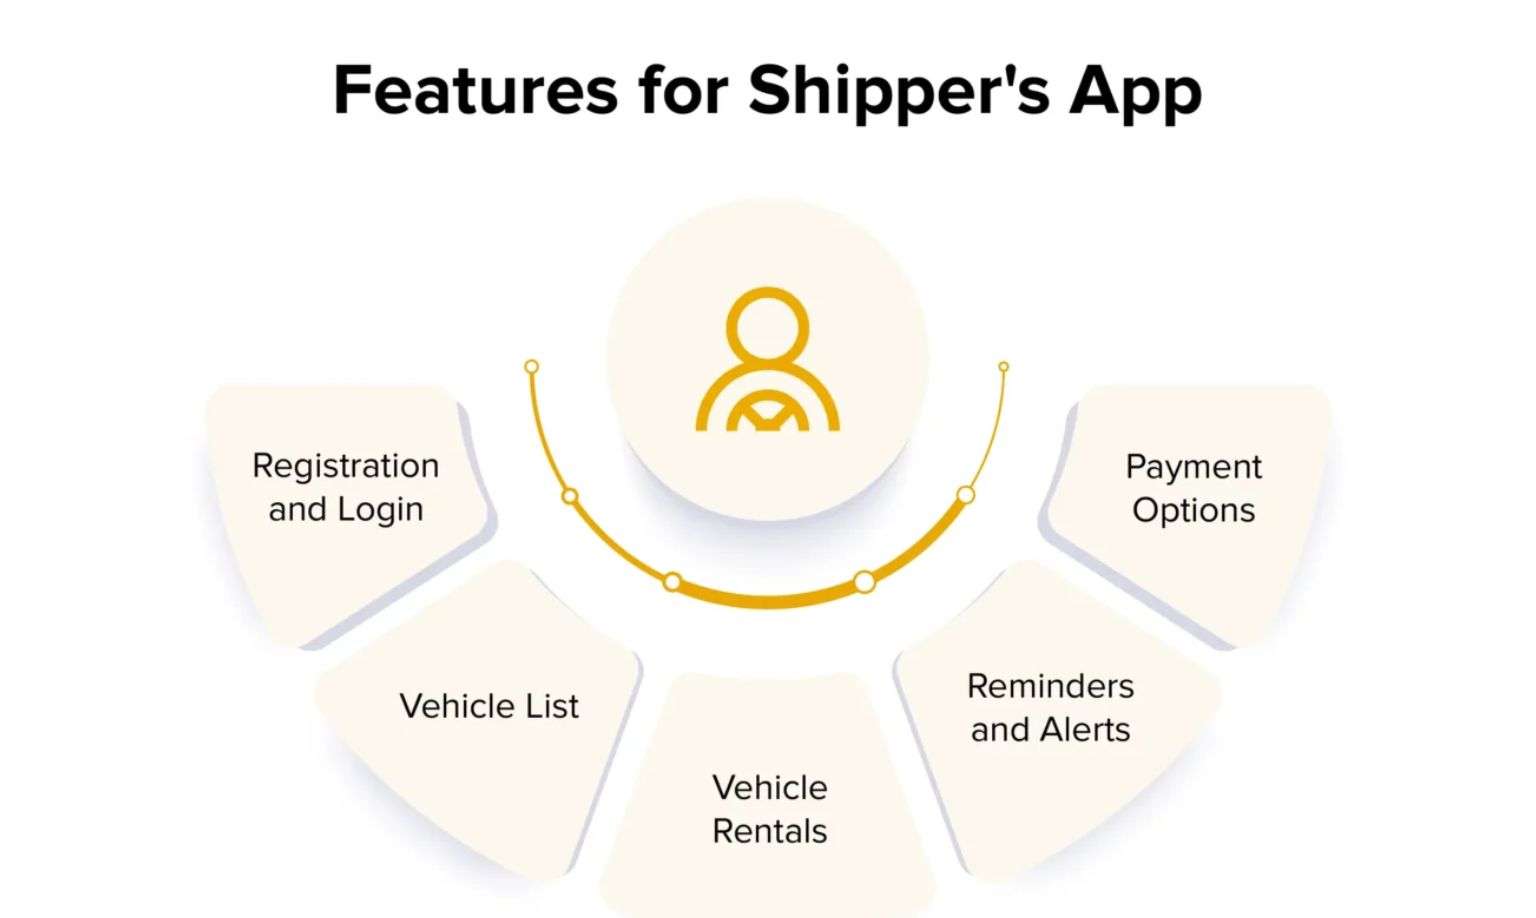 Features for Shipper's App
Registration
and Login
Vehicle List
Vehicle
Rentals
Reminders
and Alerts
Payment
Options